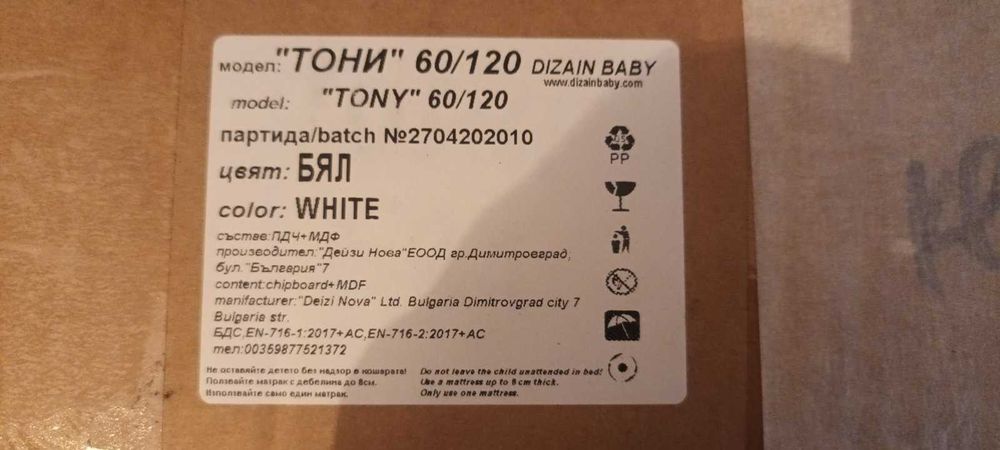 модел: "ТОНИ" 60/120 DIZAIN BABY
www.dizainbaby.com
model: "TONY" 60/120
партида/batch №2704202010
цвят: БЯЛ
color: WHITE
PP
състве:ПДЧ+МДФ
производител:"Дейзи Нова"ЕООД гр.Димитровград,
бул."България"7
content:chipboard+MDF
manifacturer:"Deizi Nova" Ltd. Bulgaria Dimitrovgrad city 7
Bulgaria str.
БДС,EN-716-1:2017+AC,EN-716-2:2017+AC
тел:00359877521372
Не оставяйте детето без надзор в кошарата! Do not leave the child unattended in bed!
Ползвайте матрак с дебелина до 8см. Use a mattress up to 8 cm thick.
Използвайте само един матрак. Only use one mattress.